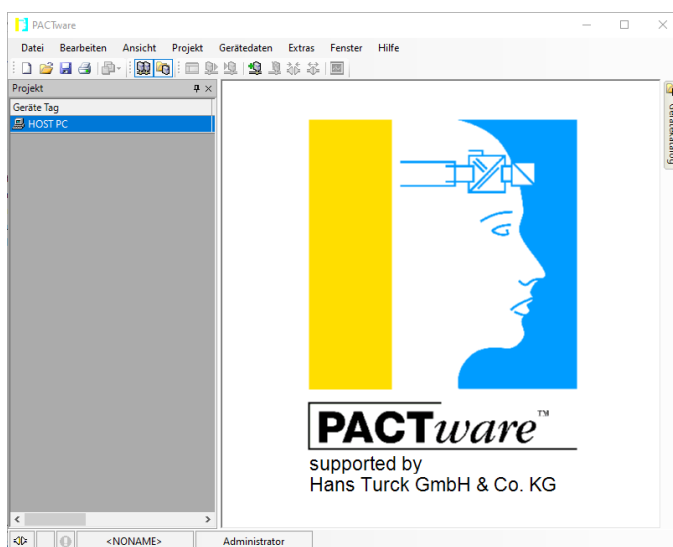 PACTware
Datei Bearbeiten Ansicht Projekt Gerätedaten Extras Fenster Hilfe
Projekt
Geräte Tag
HOST PC
Gerätekatalog
PACTware™
supported by
Hans Turck GmbH & Co. KG
<NONAME> Administrator